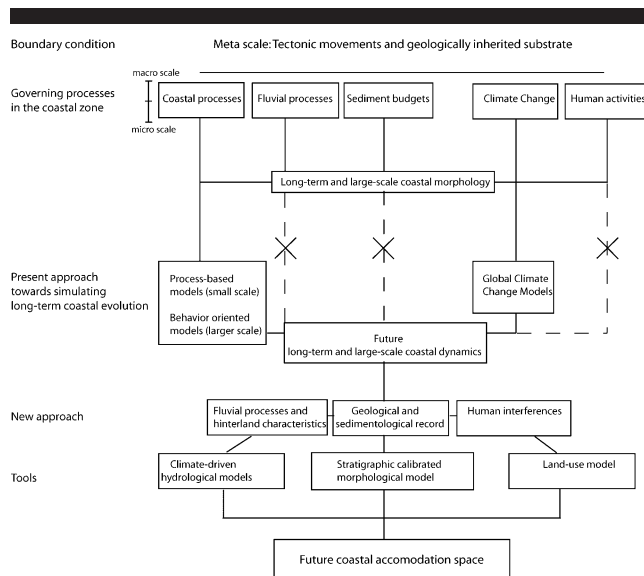 Boundary condition
Meta scale: Tectonic movements and geologically inherited substrate
macro scale
Governing processes
in the coastal zone
micro scale
Coastal processes
Fluvial processes
Sediment budgets
Climate Change
Human activities
Long-term and large-scale coastal morphology
Present approach
towards simulating
long-term coastal evolution
Process-based
models (small scale)
Behavior oriented
models (larger scale)
Global Climate
Change Models
Future
long-term and large-scale coastal dynamics
New approach
Fluvial processes and
hinterland characteristics
Geological and
sedimentological record
Human interferences
Tools
Climate-driven
hydrological models
Stratigraphic calibrated
morphological model
Land-use model
Future coastal accomodation space